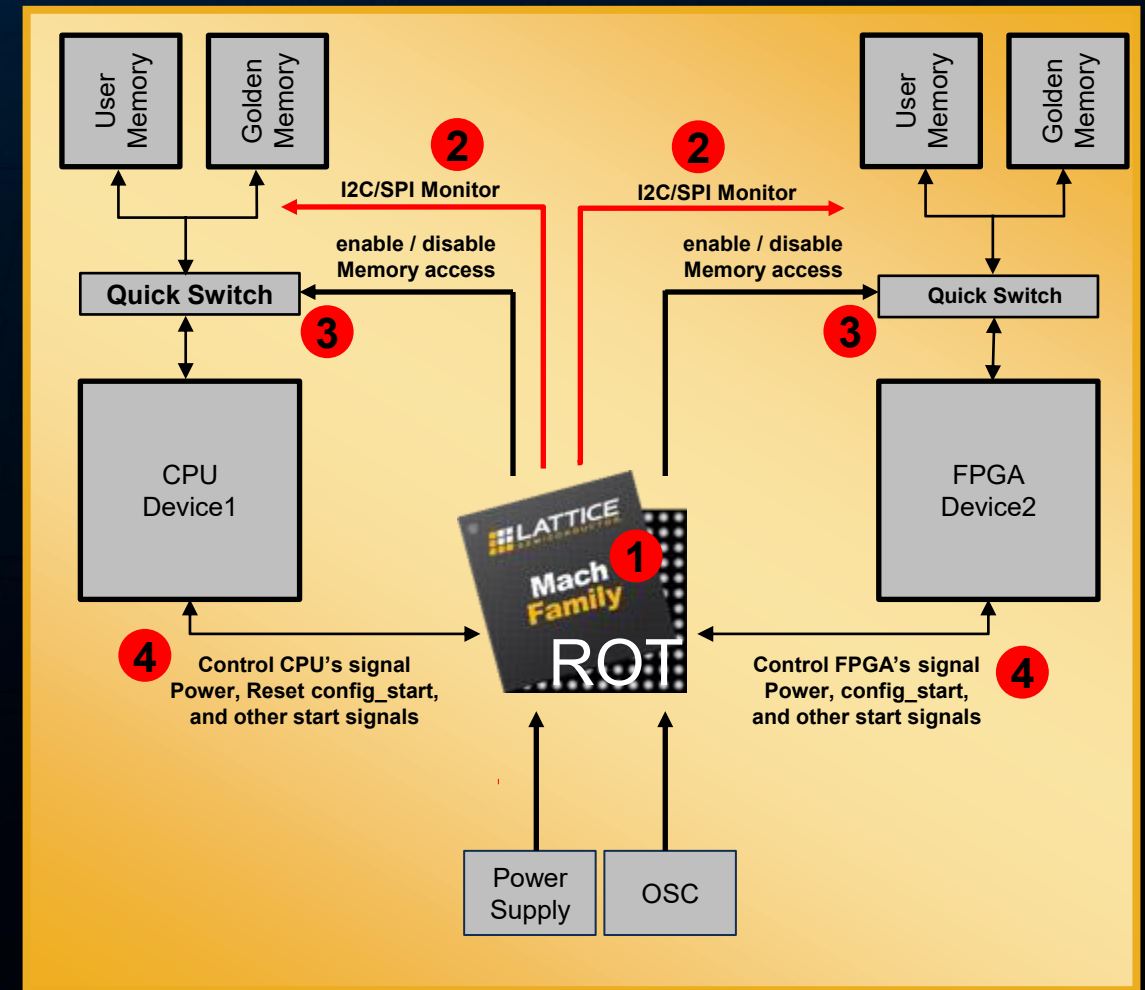 User
Memory
Golden
Memory
User
Memory
Golden
Memory
2
I2C/SPI Monitor
2
I2C/SPI Monitor
enable / disable
Memory access
enable / disable
Memory access
Quick Switch
3
Quick Switch
3
CPU
Device1
FPGA
Device2
LATTICE
SEMICONDUCTOR
1
Mach
Family
ROT
4
Control CPU's signal
Power, Reset config_start,
and other start signals
Control FPGA's signal
Power, config_start,
and other start signals
4
Power
Supply
OSC